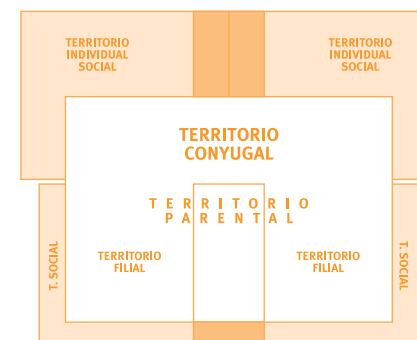 TERRITORIO
INDIVIDUAL
SOCIAL
TERRITORIO
INDIVIDUAL
SOCIAL
TERRITORIO
CONYUGAL
TERRITORIO
PARENTAL
T. SOCIAL
TERRITORIO
FILIAL
TERRITORIO
FILIAL
T. SOCIAL